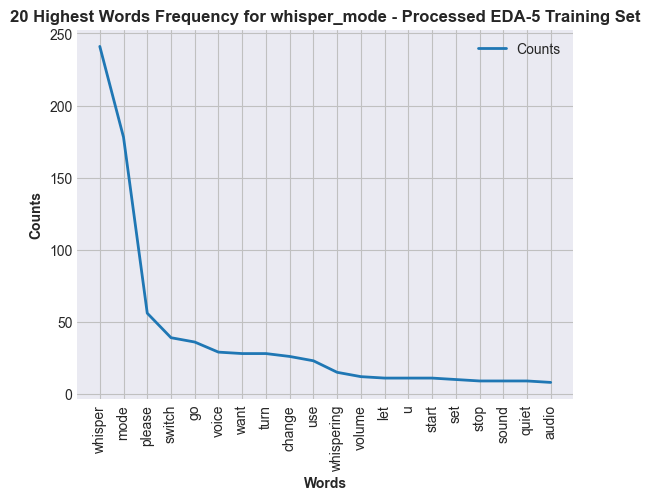 20 Highest Words Frequency for whisper_mode - Processed EDA-5 Training Set
Counts
250
200
150
100
50
0
Counts
whisper
mode
please
switch
go
voice
want
turn
change
use
whispering
volume
let
u
start
set
stop
sound
quiet
audio
Words